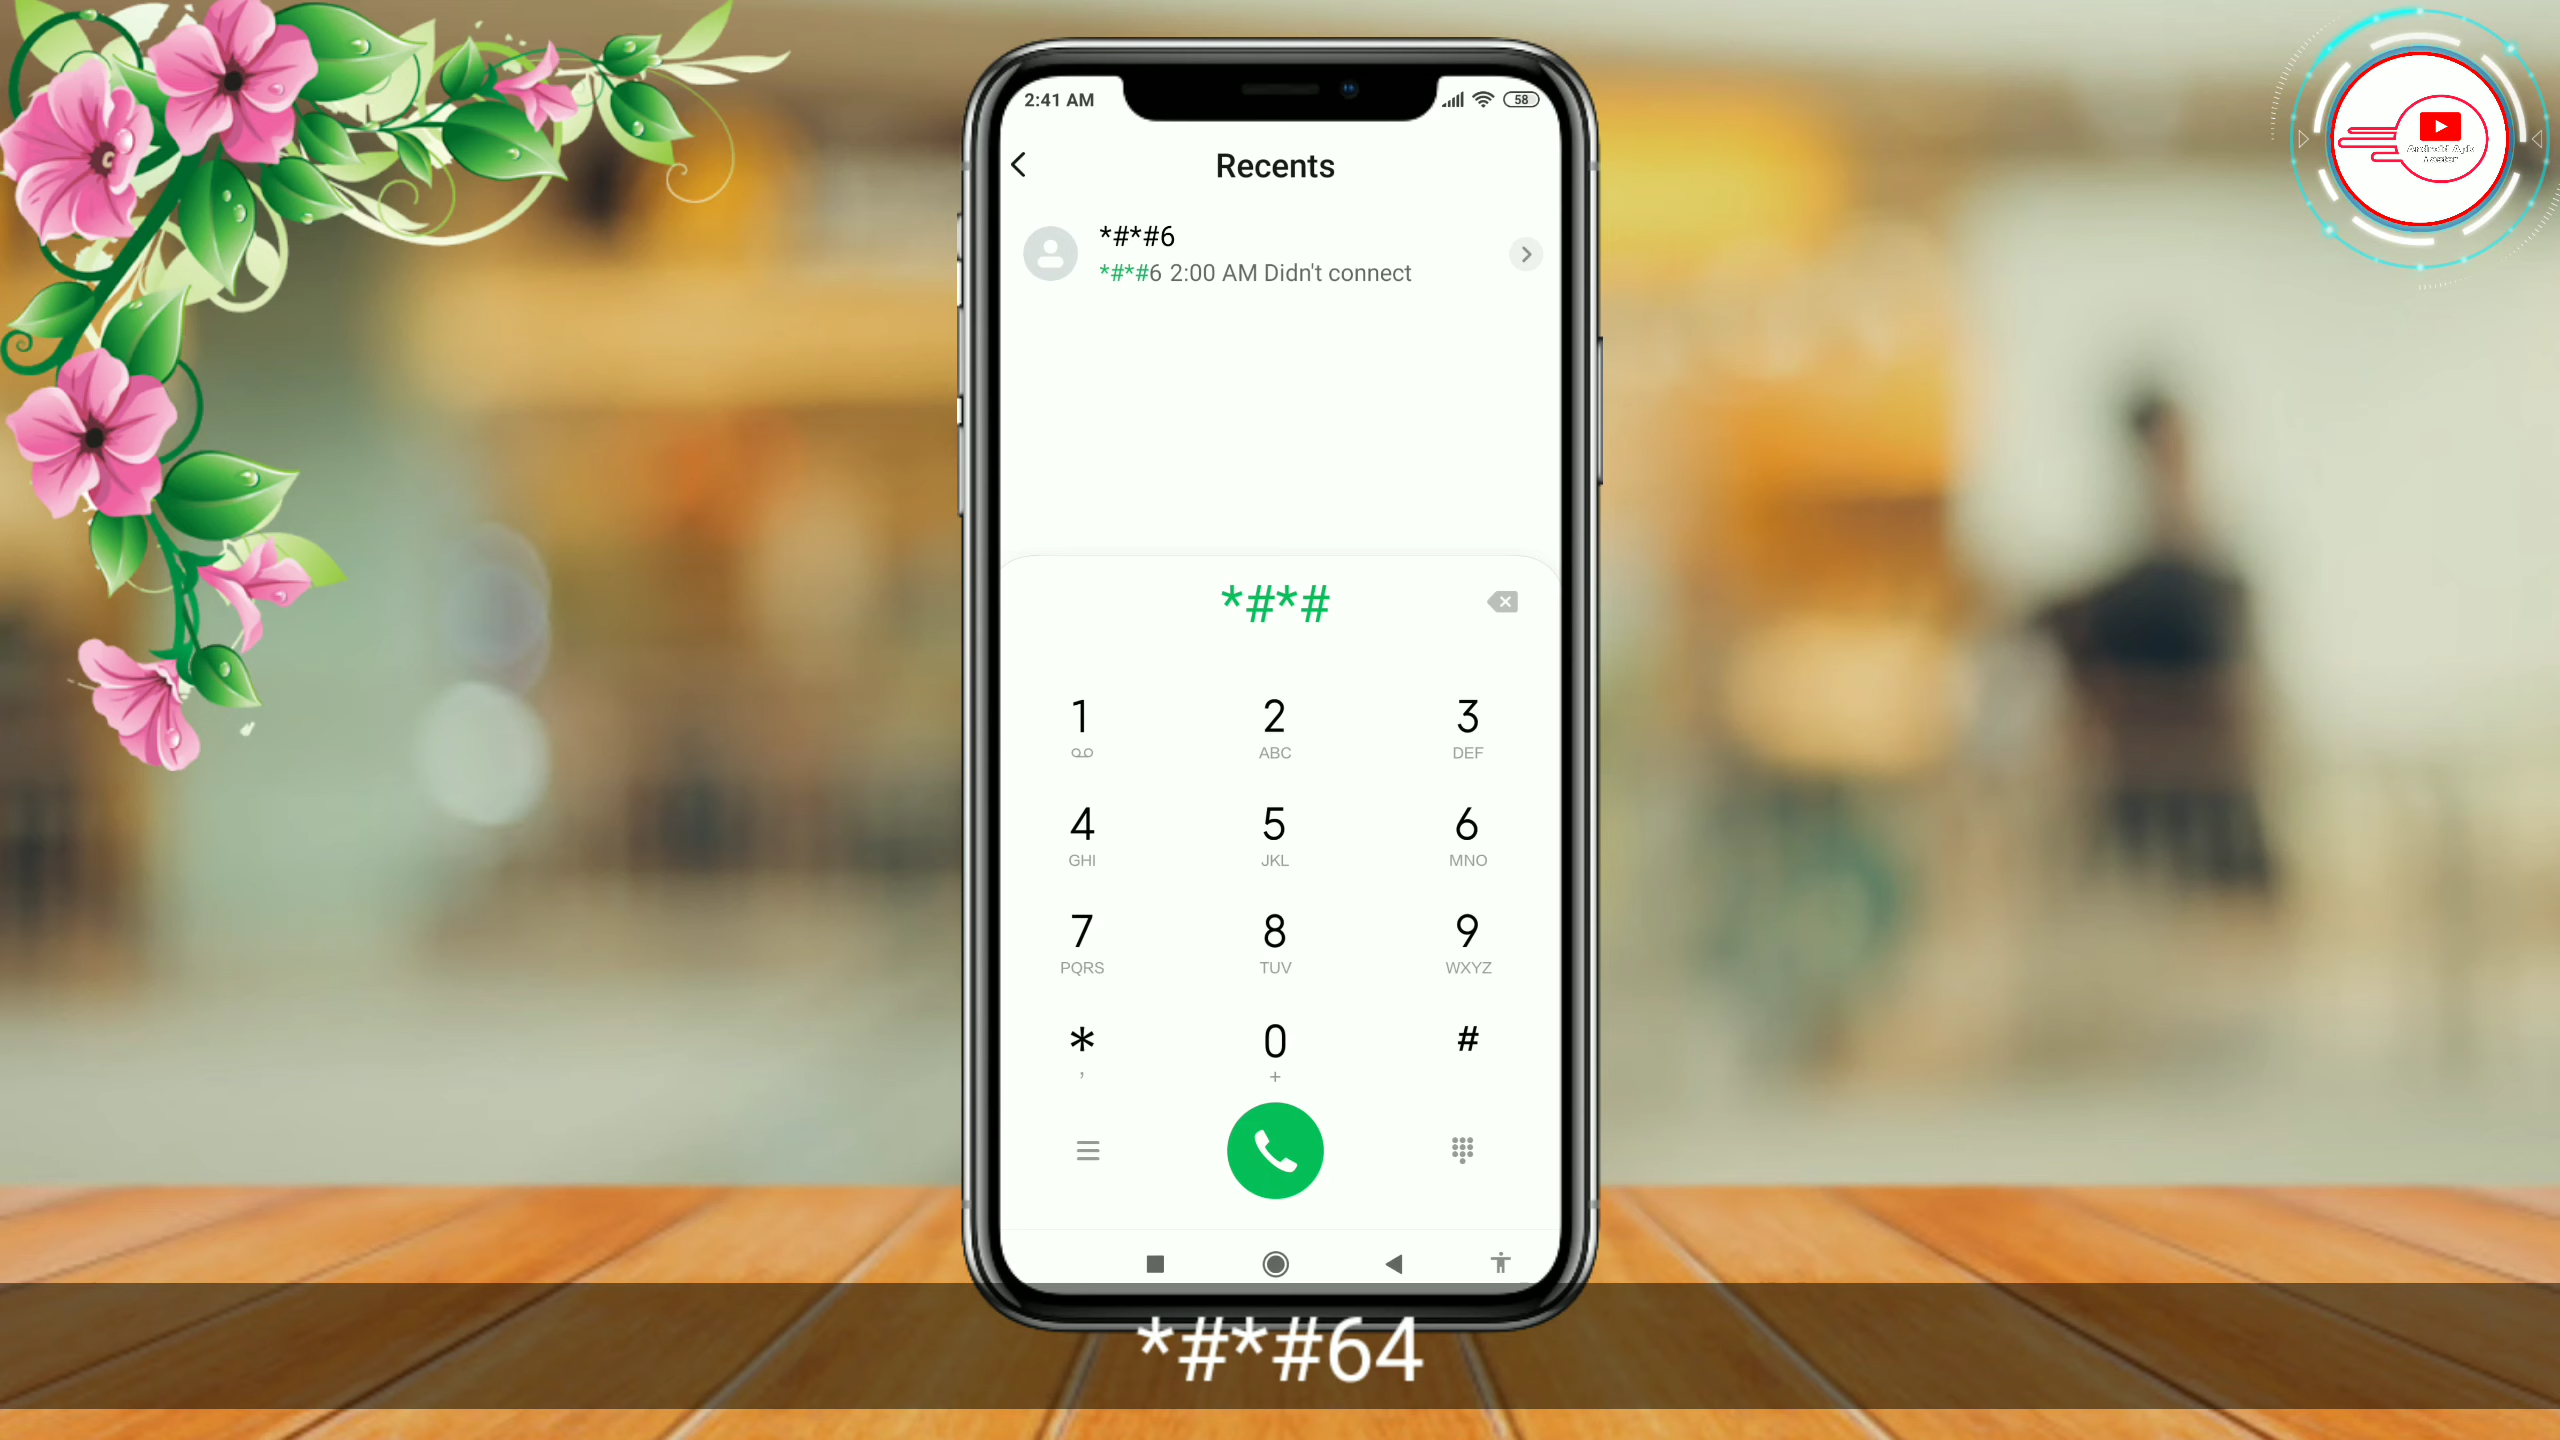 2:41 AM
58
Recents
*#*#6
*#*#6 2:00 AM Didn't connect
*#*#
1
2
ABC
3
DEF
4
GHI
5
JKL
6
MNO
7
PQRS
8
TUV
9
WXYZ
*
,
0
+
#
*#*#64